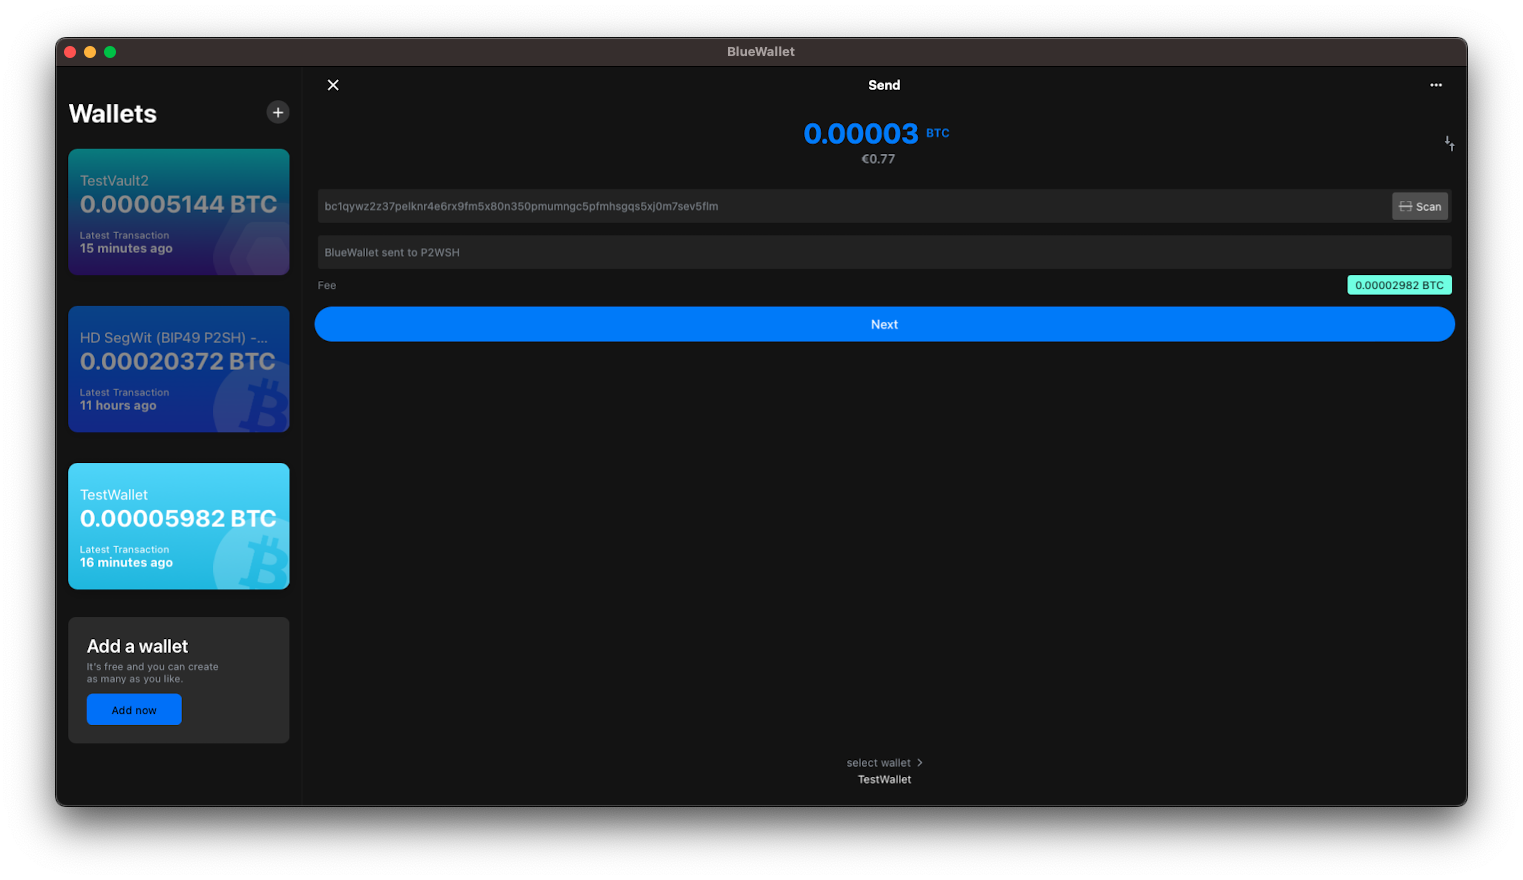 BlueWallet
Wallets
TestVault2
0.00005144 BTC
Latest Transaction
15 minutes ago
HD SegWit (BIP49 P2SH) -...
0.00020372 BTC
Latest Transaction
11 hours ago
TestWallet
0.00005982 BTC
Latest Transaction
16 minutes ago
Add a wallet
It's free and you can create
as many as you like.
Add now
Send
0.00003 BTC
€0.77
bc1qywz2z37pelknr4e6rx9fm5x80n350pmumngc5pfmhsgqs5xj0m7sev5flm
Scan
BlueWallet sent to P2WSH
Fee
0.00002982 BTC
Next
select wallet
TestWallet